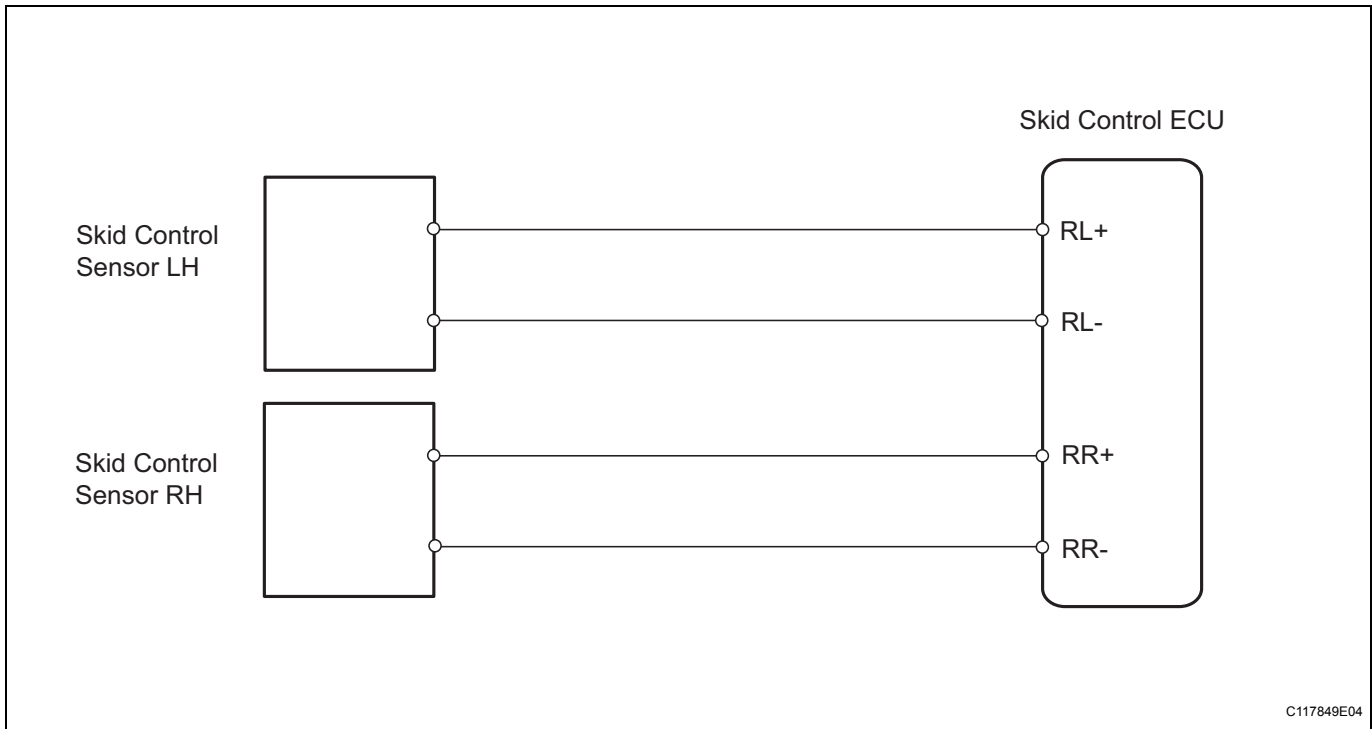 Skid Control ECU
Skid Control
Sensor LH
RL+
RL-
Skid Control
Sensor RH
RR+
RR-
C117849E04